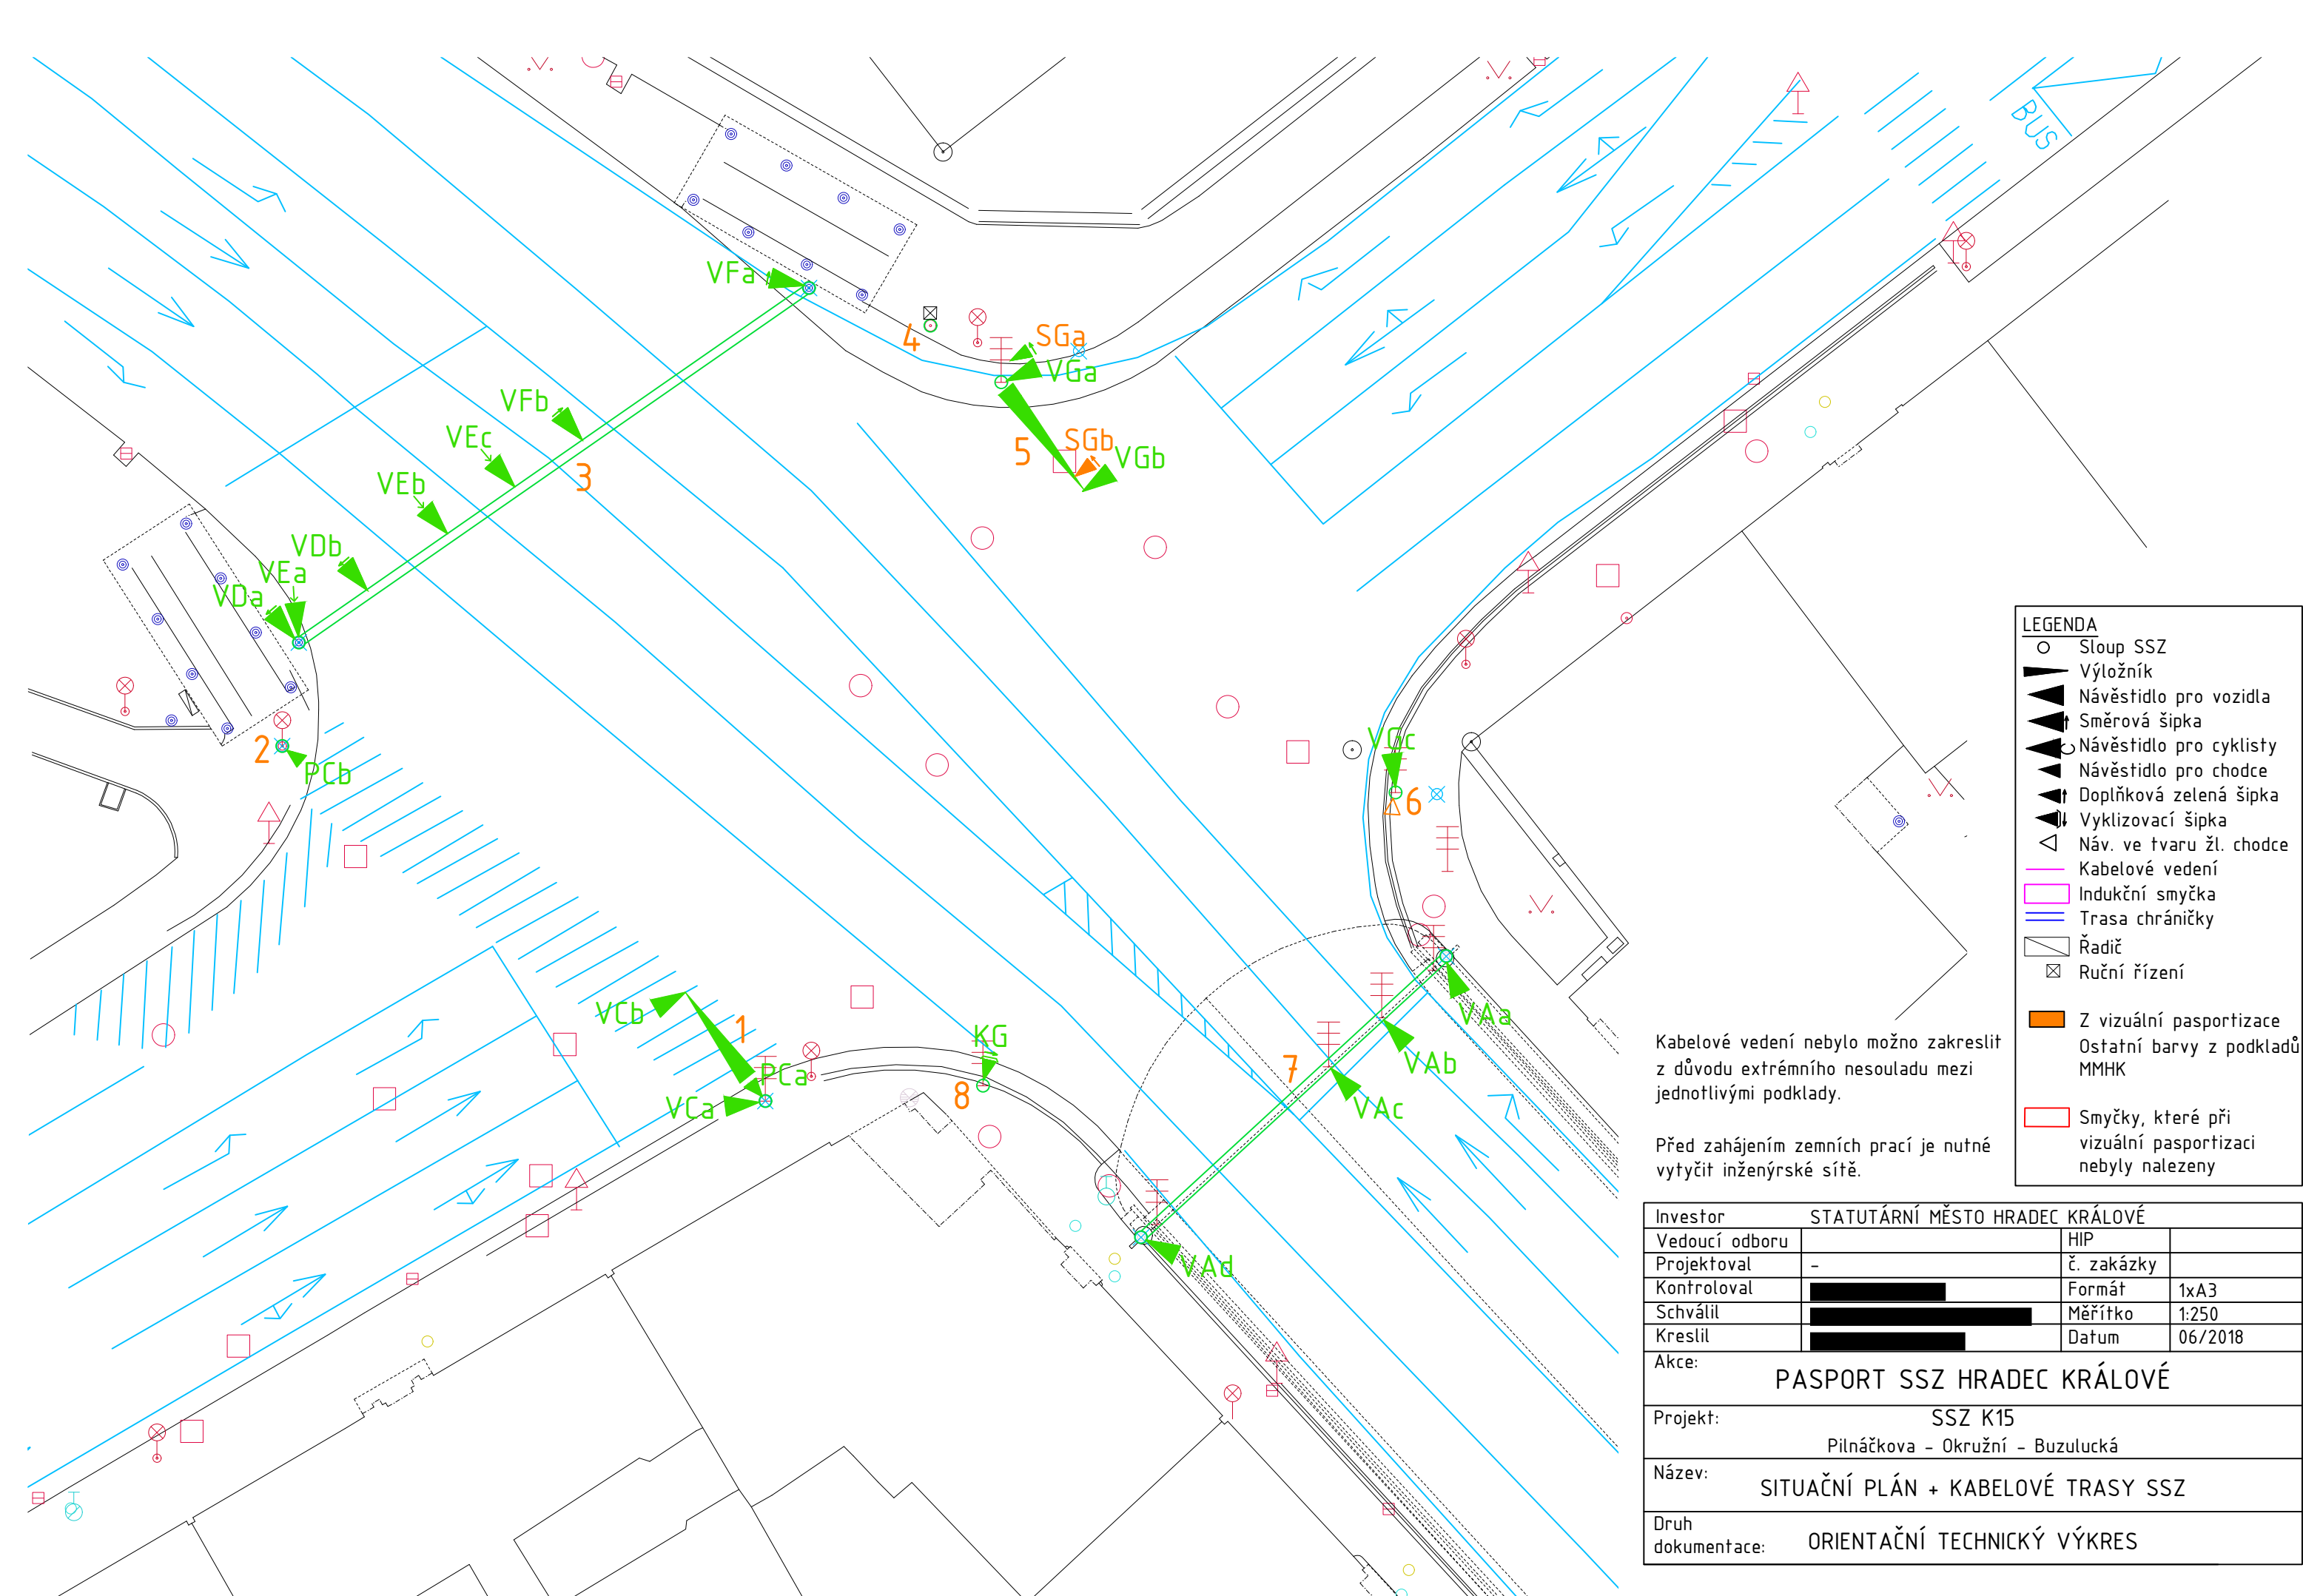 BUS
VFa
4
SGa
VGa
VFb
VEc
3
5
SGb
VGb
VEb
VDb
VEa
VDa
2
PCb
6
VCb
1
PCa
VCa
KG
8
7
VAa
VAb
VAc
VAd
LEGENDA
Sloup SSZ
Výložník
Návěstidlo pro vozidla
Směrová šipka
Návěstidlo pro cyklisty
Návěstidlo pro chodce
Doplňková zelená šipka
Vyklizovací šipka
Náv. ve tvaru žl. chodce
Kabelové vedení
Indukční smyčka
Trasa chráničky
Řadič
Ruční řízení
Z vizuální pasportizace
Ostatní barvy z podkladů
MMHK
Smyčky, které při
vizuální pasportizaci
nebyly nalezeny
Kabelové vedení nebylo možno zakreslit
z důvodu extrémního nesouladu mezi
jednotlivými podklady.
Před zahájením zemních prací je nutné
vytyčit inženýrské sítě.
Investor STATUTÁRNÍ MĚSTO HRADEC KRÁLOVÉ
Vedoucí odboru HIP
Projektoval - č. zakázky
Kontroloval Formát 1xA3
Schválil Měřítko 1:250
Kreslil Datum 06/2018
Akce:
PASPORT SSZ HRADEC KRÁLOVÉ
Projekt: SSZ K15
Pilnáčkova - Okružní - Buzulucká
Název:
SITUAČNÍ PLÁN + KABELOVÉ TRASY SSZ
Druh
dokumentace: ORIENTAČNÍ TECHNICKÝ VÝKRES